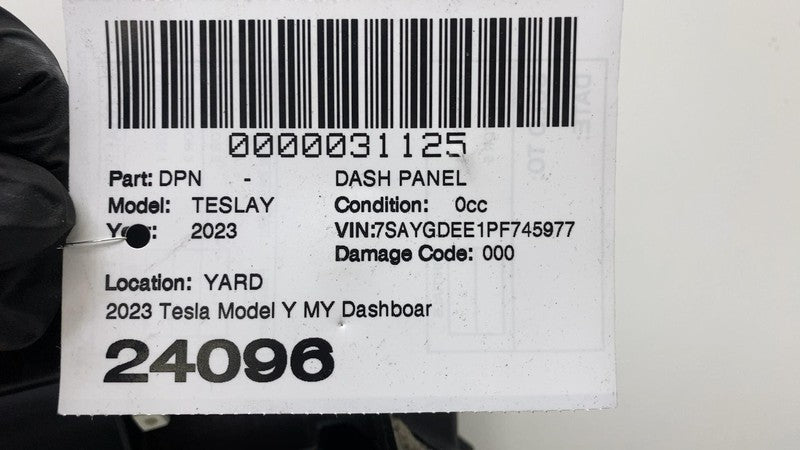 0000031125
Part: DPN - DASH PANEL
Model: TESLAY Condition: 0cc
2023 VIN:7SAYGDEE1PF745977
Damage Code: 000
Location: YARD
2023 Tesla Model Y MY Dashboar
24096